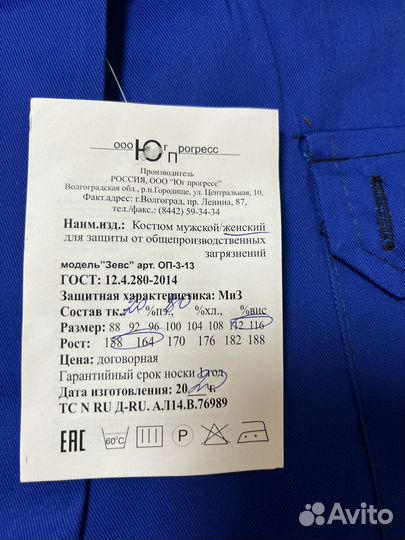 ООО Юг Прогресс
Производитель
РОССИЯ, ООО "Юг прогресс"
Волгоградская обл., р.п.Городище, ул. Центральная, 10,
Факт.адрес: г.Волгоград, пр. Ленина, 87,
тел./факс.: (8442) 59-34-34
Наим.изд.: Костюм мужской/женский
для защиты от общепроизводственных
загрязнений
модель"Зевс" арт. ОП-3-13
ГОСТ: 12.4.280-2014
Защитная характеристика: МиЗ
Состав тк.: 20 %пэ, 80 %хл., %вис
Размер: 88 92 96 100 104 108 112 116
Рост: 158 164 170 176 182 188
Цена: договорная
Гарантийный срок носки 1 год
Дата изготовления: 20 20 г.
ТС N RU Д-RU. АЛ14.В.76989
ЕАС 60°С P
Avito